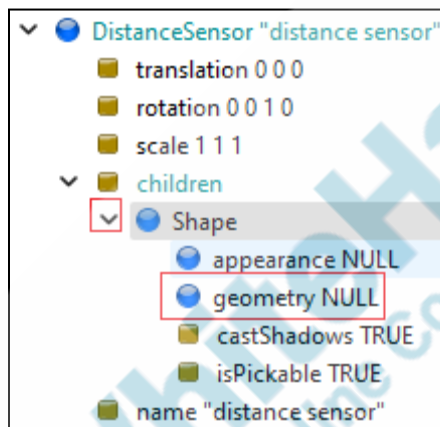 DistanceSensor "distance sensor"
translation 0 0 0
rotation 0 0 1 0
scale 1 1 1
children
Shape
appearance NULL
geometry NULL
castShadows TRUE
isPickable TRUE
name "distance sensor"